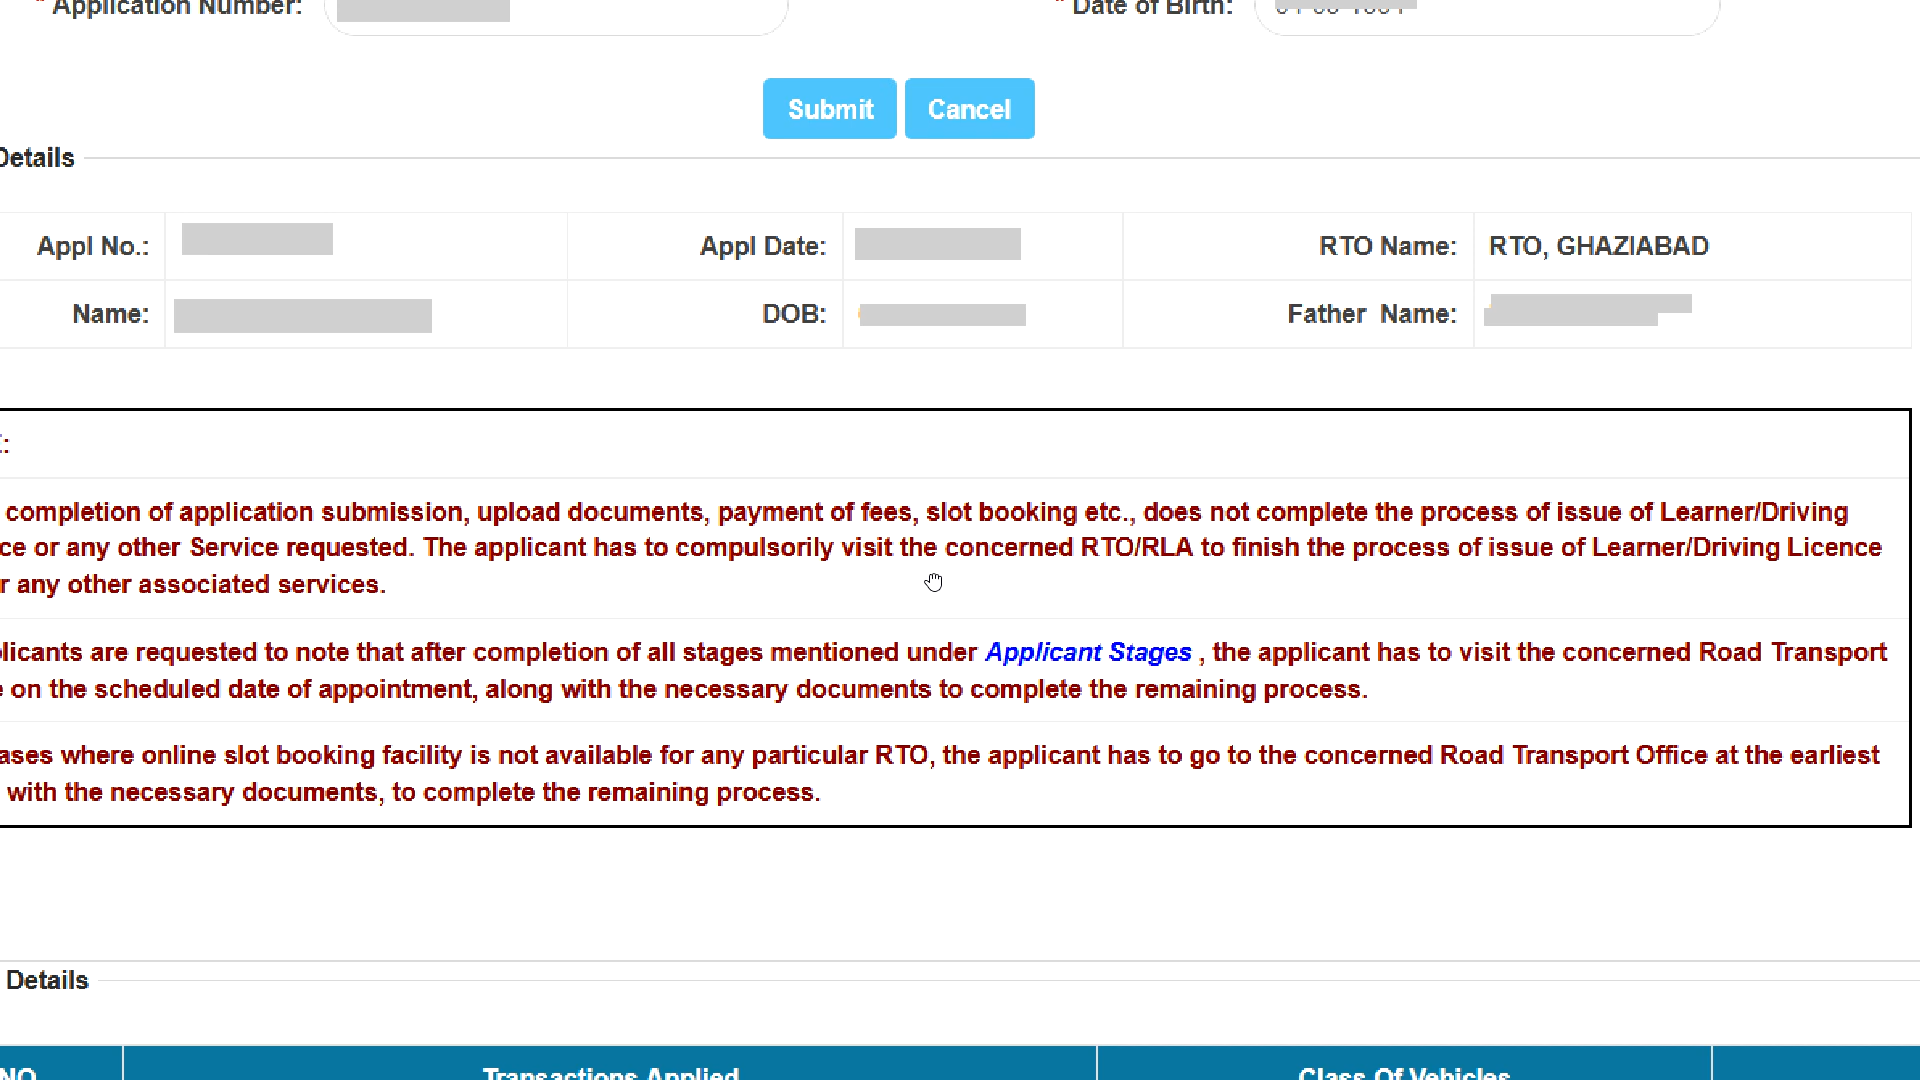 * Application Number:
* Date of Birth:
Submit Cancel
Details
Appl No.: Appl Date: RTO Name: RTO, GHAZIABAD
Name: DOB: Father Name:
:
completion of application submission, upload documents, payment of fees, slot booking etc., does not complete the process of issue of Learner/Driving
ce or any other Service requested. The applicant has to compulsorily visit the concerned RTO/RLA to finish the process of issue of Learner/Driving Licence
r any other associated services.
licants are requested to note that after completion of all stages mentioned under Applicant Stages , the applicant has to visit the concerned Road Transport
e on the scheduled date of appointment, along with the necessary documents to complete the remaining process.
ases where online slot booking facility is not available for any particular RTO, the applicant has to go to the concerned Road Transport Office at the earliest
with the necessary documents, to complete the remaining process.
Details
NO Transactions Applied Class Of Vehicles